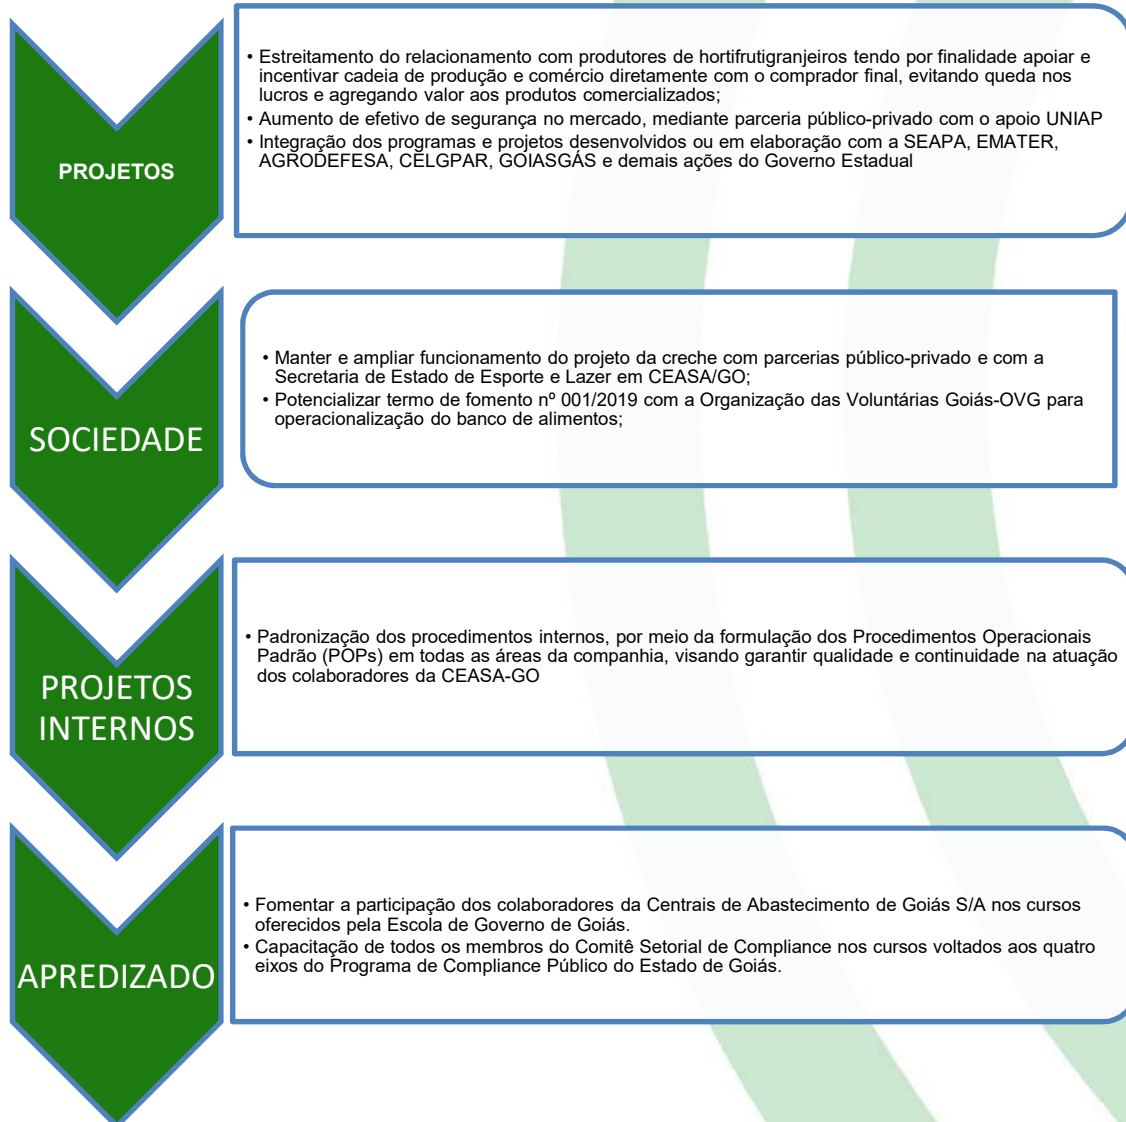 PROJETOS
• Estreitamento do relacionamento com produtores de hortifrutigranjeiros tendo por finalidade apoiar e
incentivar cadeia de produção e comércio diretamente com o comprador final, evitando queda nos
lucros e agregando valor aos produtos comercializados;
• Aumento de efetivo de segurança no mercado, mediante parceria público-privado com o apoio UNIAP
• Integração dos programas e projetos desenvolvidos ou em elaboração com a SEAPA, EMATER,
AGRODEFESA, CELGPAR, GOIASGÁS e demais ações do Governo Estadual
SOCIEDADE
• Manter e ampliar funcionamento do projeto da creche com parcerias público-privado e com a
Secretaria de Estado de Esporte e Lazer em CEASA/GO;
• Potencializar termo de fomento nº 001/2019 com a Organização das Voluntárias Goiás-OVG para
operacionalização do banco de alimentos;
PROJETOS
INTERNOS
• Padronização dos procedimentos internos, por meio da formulação dos Procedimentos Operacionais
Padrão (POPs) em todas as áreas da companhia, visando garantir qualidade e continuidade na atuação
dos colaboradores da CEASA-GO
APREDIZADO
• Fomentar a participação dos colaboradores da Centrais de Abastecimento de Goiás S/A nos cursos
oferecidos pela Escola de Governo de Goiás.
• Capacitação de todos os membros do Comitê Setorial de Compliance nos cursos voltados aos quatro
eixos do Programa de Compliance Público do Estado de Goiás.